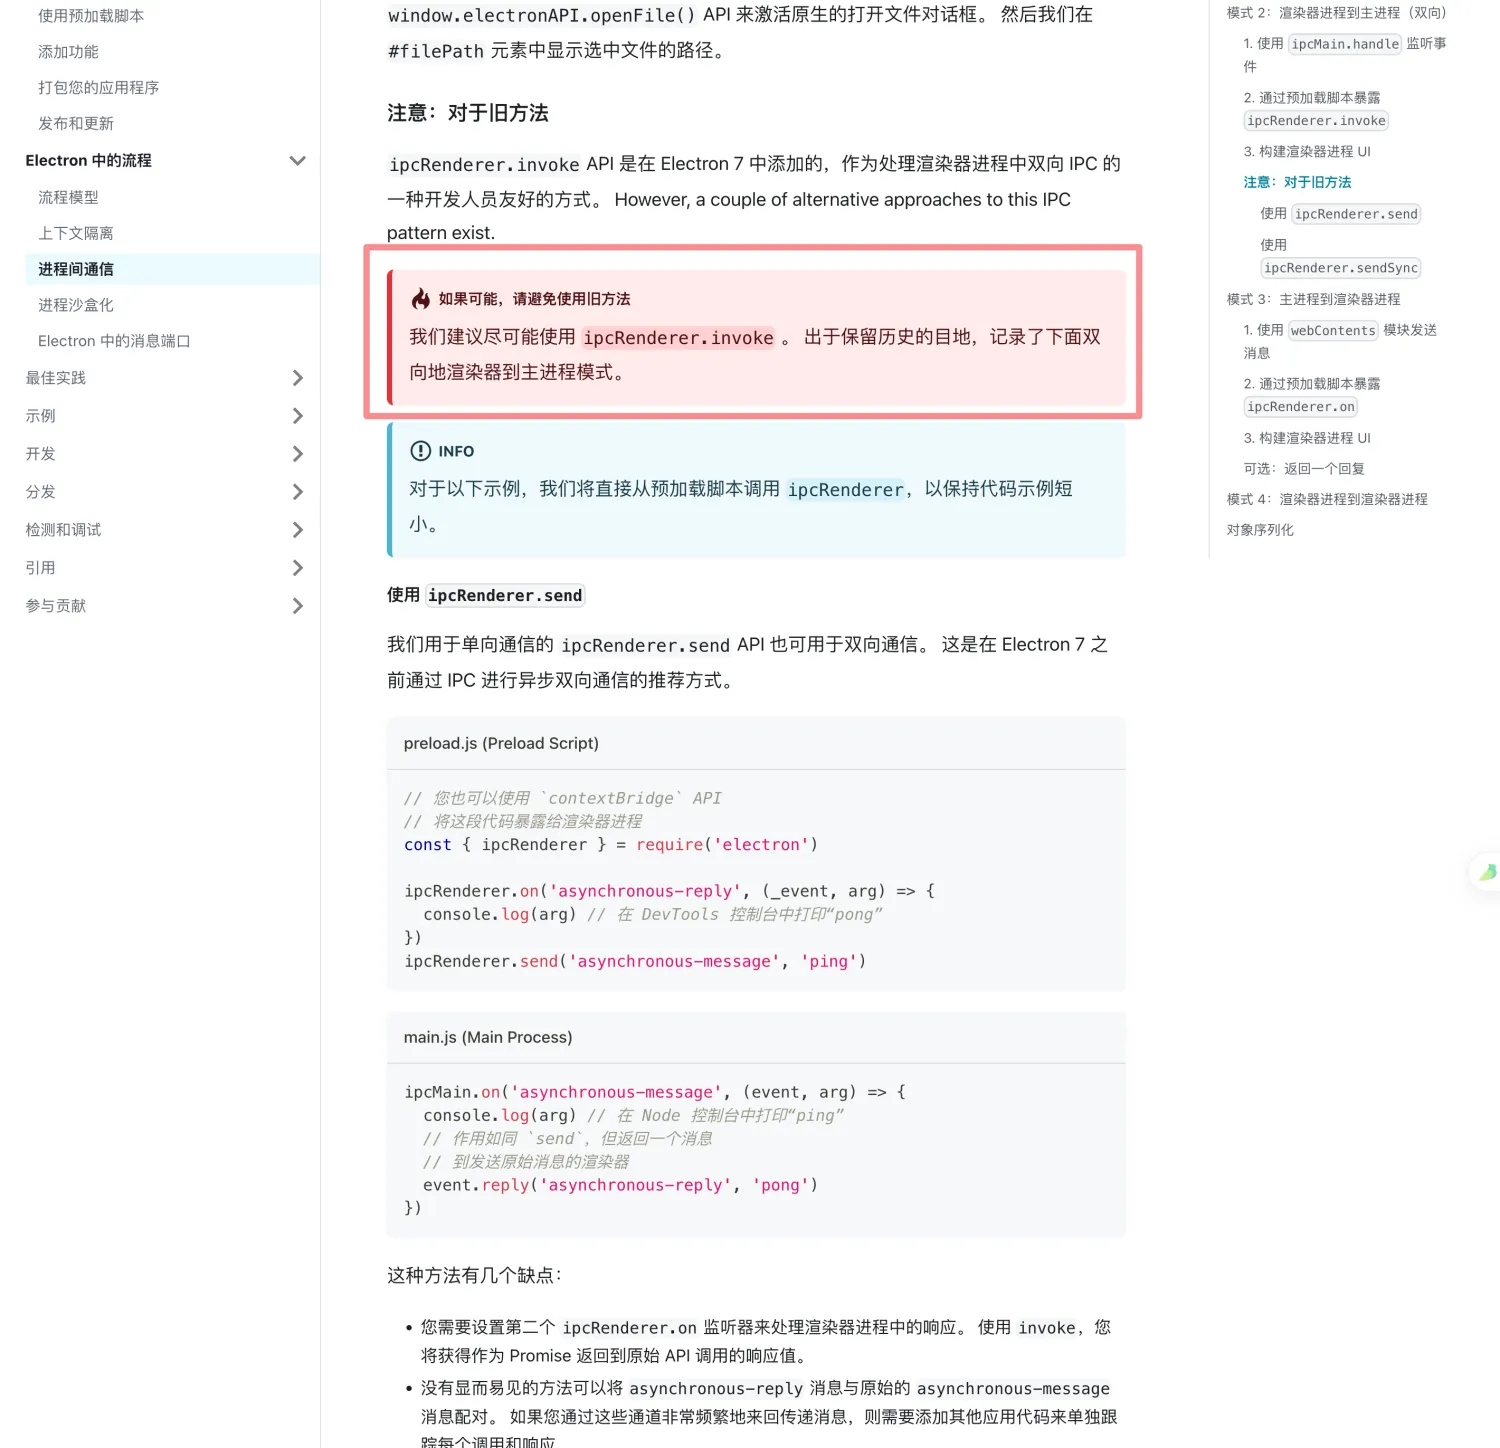 使用预加载脚本
添加功能
打包您的应用程序
发布和更新
Electron 中的流程
流程模型
上下文隔离
进程间通信
进程沙盒化
Electron 中的消息端口
最佳实践
示例
开发
分发
检测和调试
引用
参与贡献
window.electronAPI.openFile() API 来激活原生的打开文件对话框。 然后我们在
#filePath 元素中显示选中文件的路径。
注意：对于旧方法
ipcRenderer.invoke API 是在 Electron 7 中添加的，作为处理渲染器进程中双向 IPC 的
一种开发人员友好的方式。 However, a couple of alternative approaches to this IPC
pattern exist.
如果可能，请避免使用旧方法
我们建议尽可能使用 ipcRenderer.invoke 。 出于保留历史的目地，记录了下面双
向地渲染器到主进程模式。
INFO
对于以下示例，我们将直接从预加载脚本调用 ipcRenderer，以保持代码示例短
小。
使用 ipcRenderer.send
我们用于单向通信的 ipcRenderer.send API 也可用于双向通信。 这是在 Electron 7 之
前通过 IPC 进行异步双向通信的推荐方式。
preload.js (Preload Script)
// 您也可以使用 `contextBridge` API
// 将这段代码暴露给渲染器进程
const { ipcRenderer } = require('electron')
ipcRenderer.on('asynchronous-reply', (_event, arg) => {
  console.log(arg) // 在 DevTools 控制台中打印“pong”
})
ipcRenderer.send('asynchronous-message', 'ping')
main.js (Main Process)
ipcMain.on('asynchronous-message', (event, arg) => {
  console.log(arg) // 在 Node 控制台中打印“ping”
  // 作用如同 `send`，但返回一个消息
  // 到发送原始消息的渲染器
  event.reply('asynchronous-reply', 'pong')
})
这种方法有几个缺点：
• 您需要设置第二个 ipcRenderer.on 监听器来处理渲染器进程中的响应。 使用 invoke，您
将获得作为 Promise 返回到原始 API 调用的响应值。
• 没有显而易见的方法可以将 asynchronous-reply 消息与原始的 asynchronous-message
消息配对。 如果您通过这些通道非常频繁地来回传递消息，则需要添加其他应用代码来单独跟
踪每个调用和响应
模式 2：渲染器进程到主进程（双向）
1. 使用 ipcMain.handle 监听事
件
2. 通过预加载脚本暴露
ipcRenderer.invoke
3. 构建渲染器进程 UI
注意：对于旧方法
使用 ipcRenderer.send
使用
ipcRenderer.sendSync
模式 3：主进程到渲染器进程
1. 使用 webContents 模块发送
消息
2. 通过预加载脚本暴露
ipcRenderer.on
3. 构建渲染器进程 UI
可选：返回一个回复
模式 4：渲染器进程到渲染器进程
对象序列化